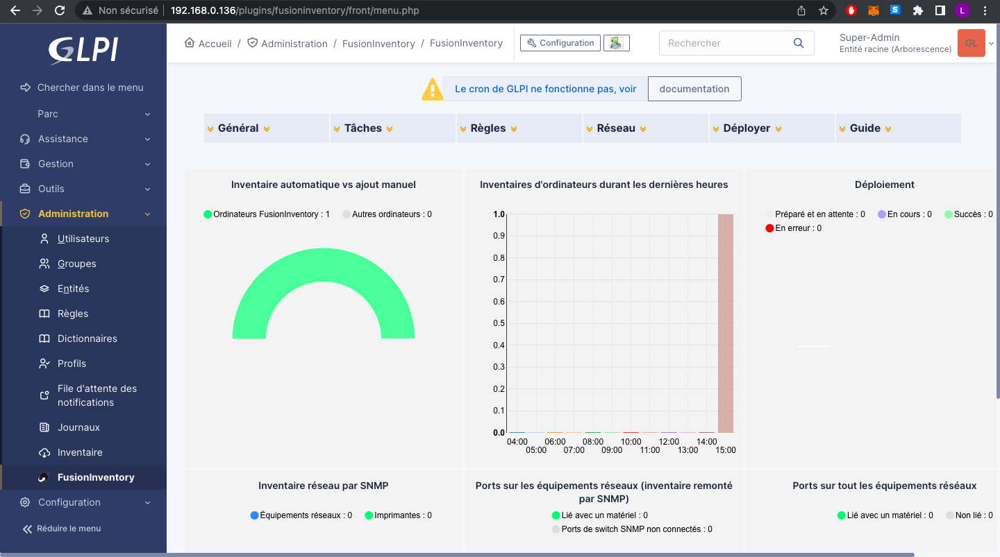 Non sécurisé
192.168.0.136/plugins/fusioninventory/front/menu.php
L
GLPI
Chercher dans le menu
Parc
Assistance
Gestion
Outils
Administration
Utilisateurs
Groupes
Entités
Règles
Dictionnaires
Profils
File d'attente des
notifications
Journaux
Inventaire
FusionInventory
Configuration
Réduire le menu
Accueil / Administration / FusionInventory / FusionInventory
Configuration
Rechercher
Super-Admin
Entité racine (Arborescence)
GL
Le cron de GLPI ne fonctionne pas, voir
documentation
Général
Tâches
Règles
Réseau
Déployer
Guide
Inventaire automatique vs ajout manuel
Ordinateurs FusionInventory : 1
Autres ordinateurs : 0
Inventaires d'ordinateurs durant les dernières heures
1.0
0.9
0.8
0.7
0.6
0.5
0.4
0.3
0.2
0.1
0.0
04:00 06:00 08:00 10:00 12:00 14:00
05:00 07:00 09:00 11:00 13:00 15:00
Déploiement
Préparé et en attente : 0
En cours : 0
Succès : 0
En erreur : 0
Inventaire réseau par SNMP
Équipements réseaux : 0
Imprimantes : 0
Ports sur les équipements réseaux (inventaire remonté
par SNMP)
Lié avec un matériel : 0
Ports de switch SNMP non connectés : 0
Ports sur tout les équipements réséaux
Lié avec un matériel : 0
Non lié : 0